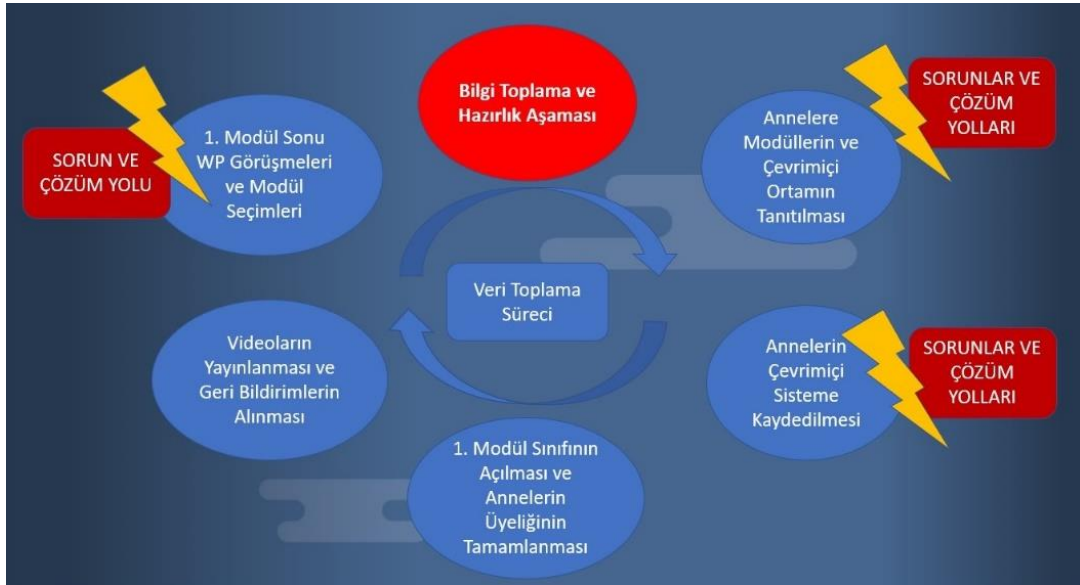 Bilgi Toplama ve
Hazırlık Aşaması
Annelere
Modüllerin ve
Çevrimiçi
Ortamın
Tanıtılması
SORUNLAR VE
ÇÖZÜM
YOLLARI
Annelerin
Çevrimiçi
Sisteme
Kaydedilmesi
SORUNLAR VE
ÇÖZÜM
YOLLARI
1. Modül Sınıfının
Açılması ve
Annelerin
Üyeliğinin
Tamamlanması
Videoların
Yayınlanması ve
Geri Bildirimlerin
Alınması
1. Modül Sonu
WP Görüşmeleri
ve Modül
Seçimleri
SORUN VE
ÇÖZÜM YOLU
Veri Toplama
Süreci